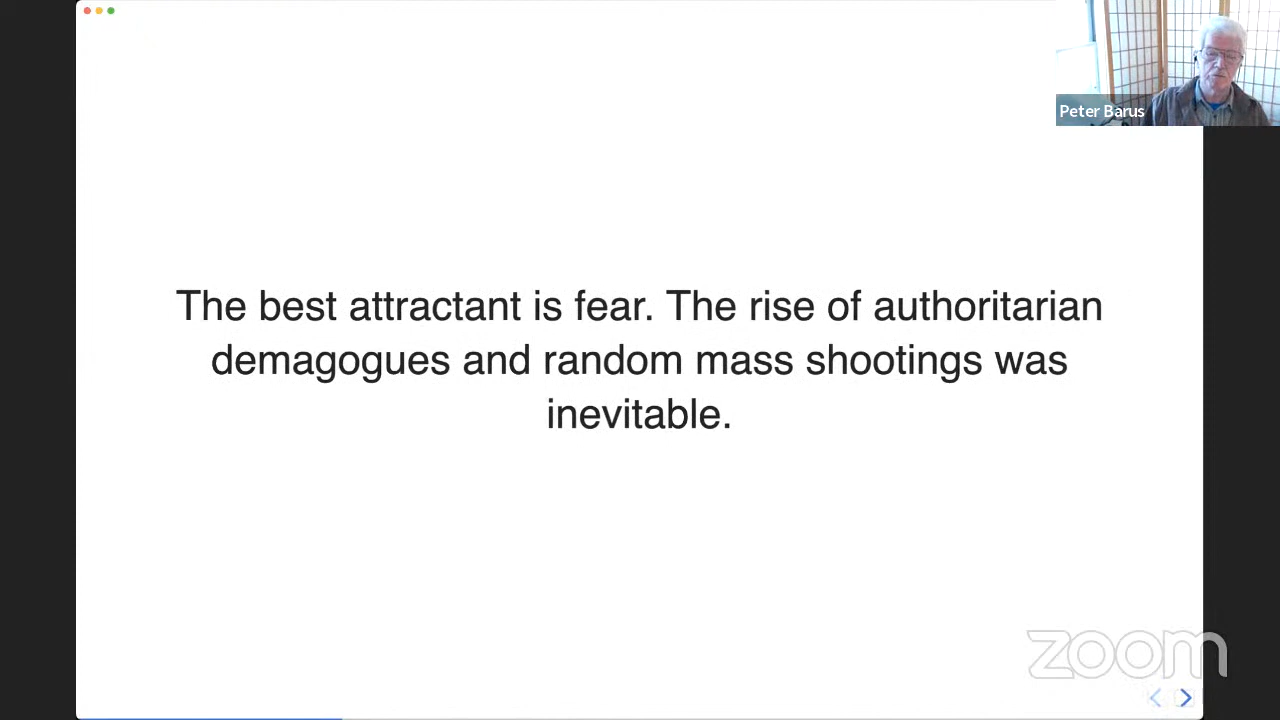 Peter Barus
The best attractant is fear. The rise of authoritarian
demagogues and random mass shootings was
inevitable.
zoom